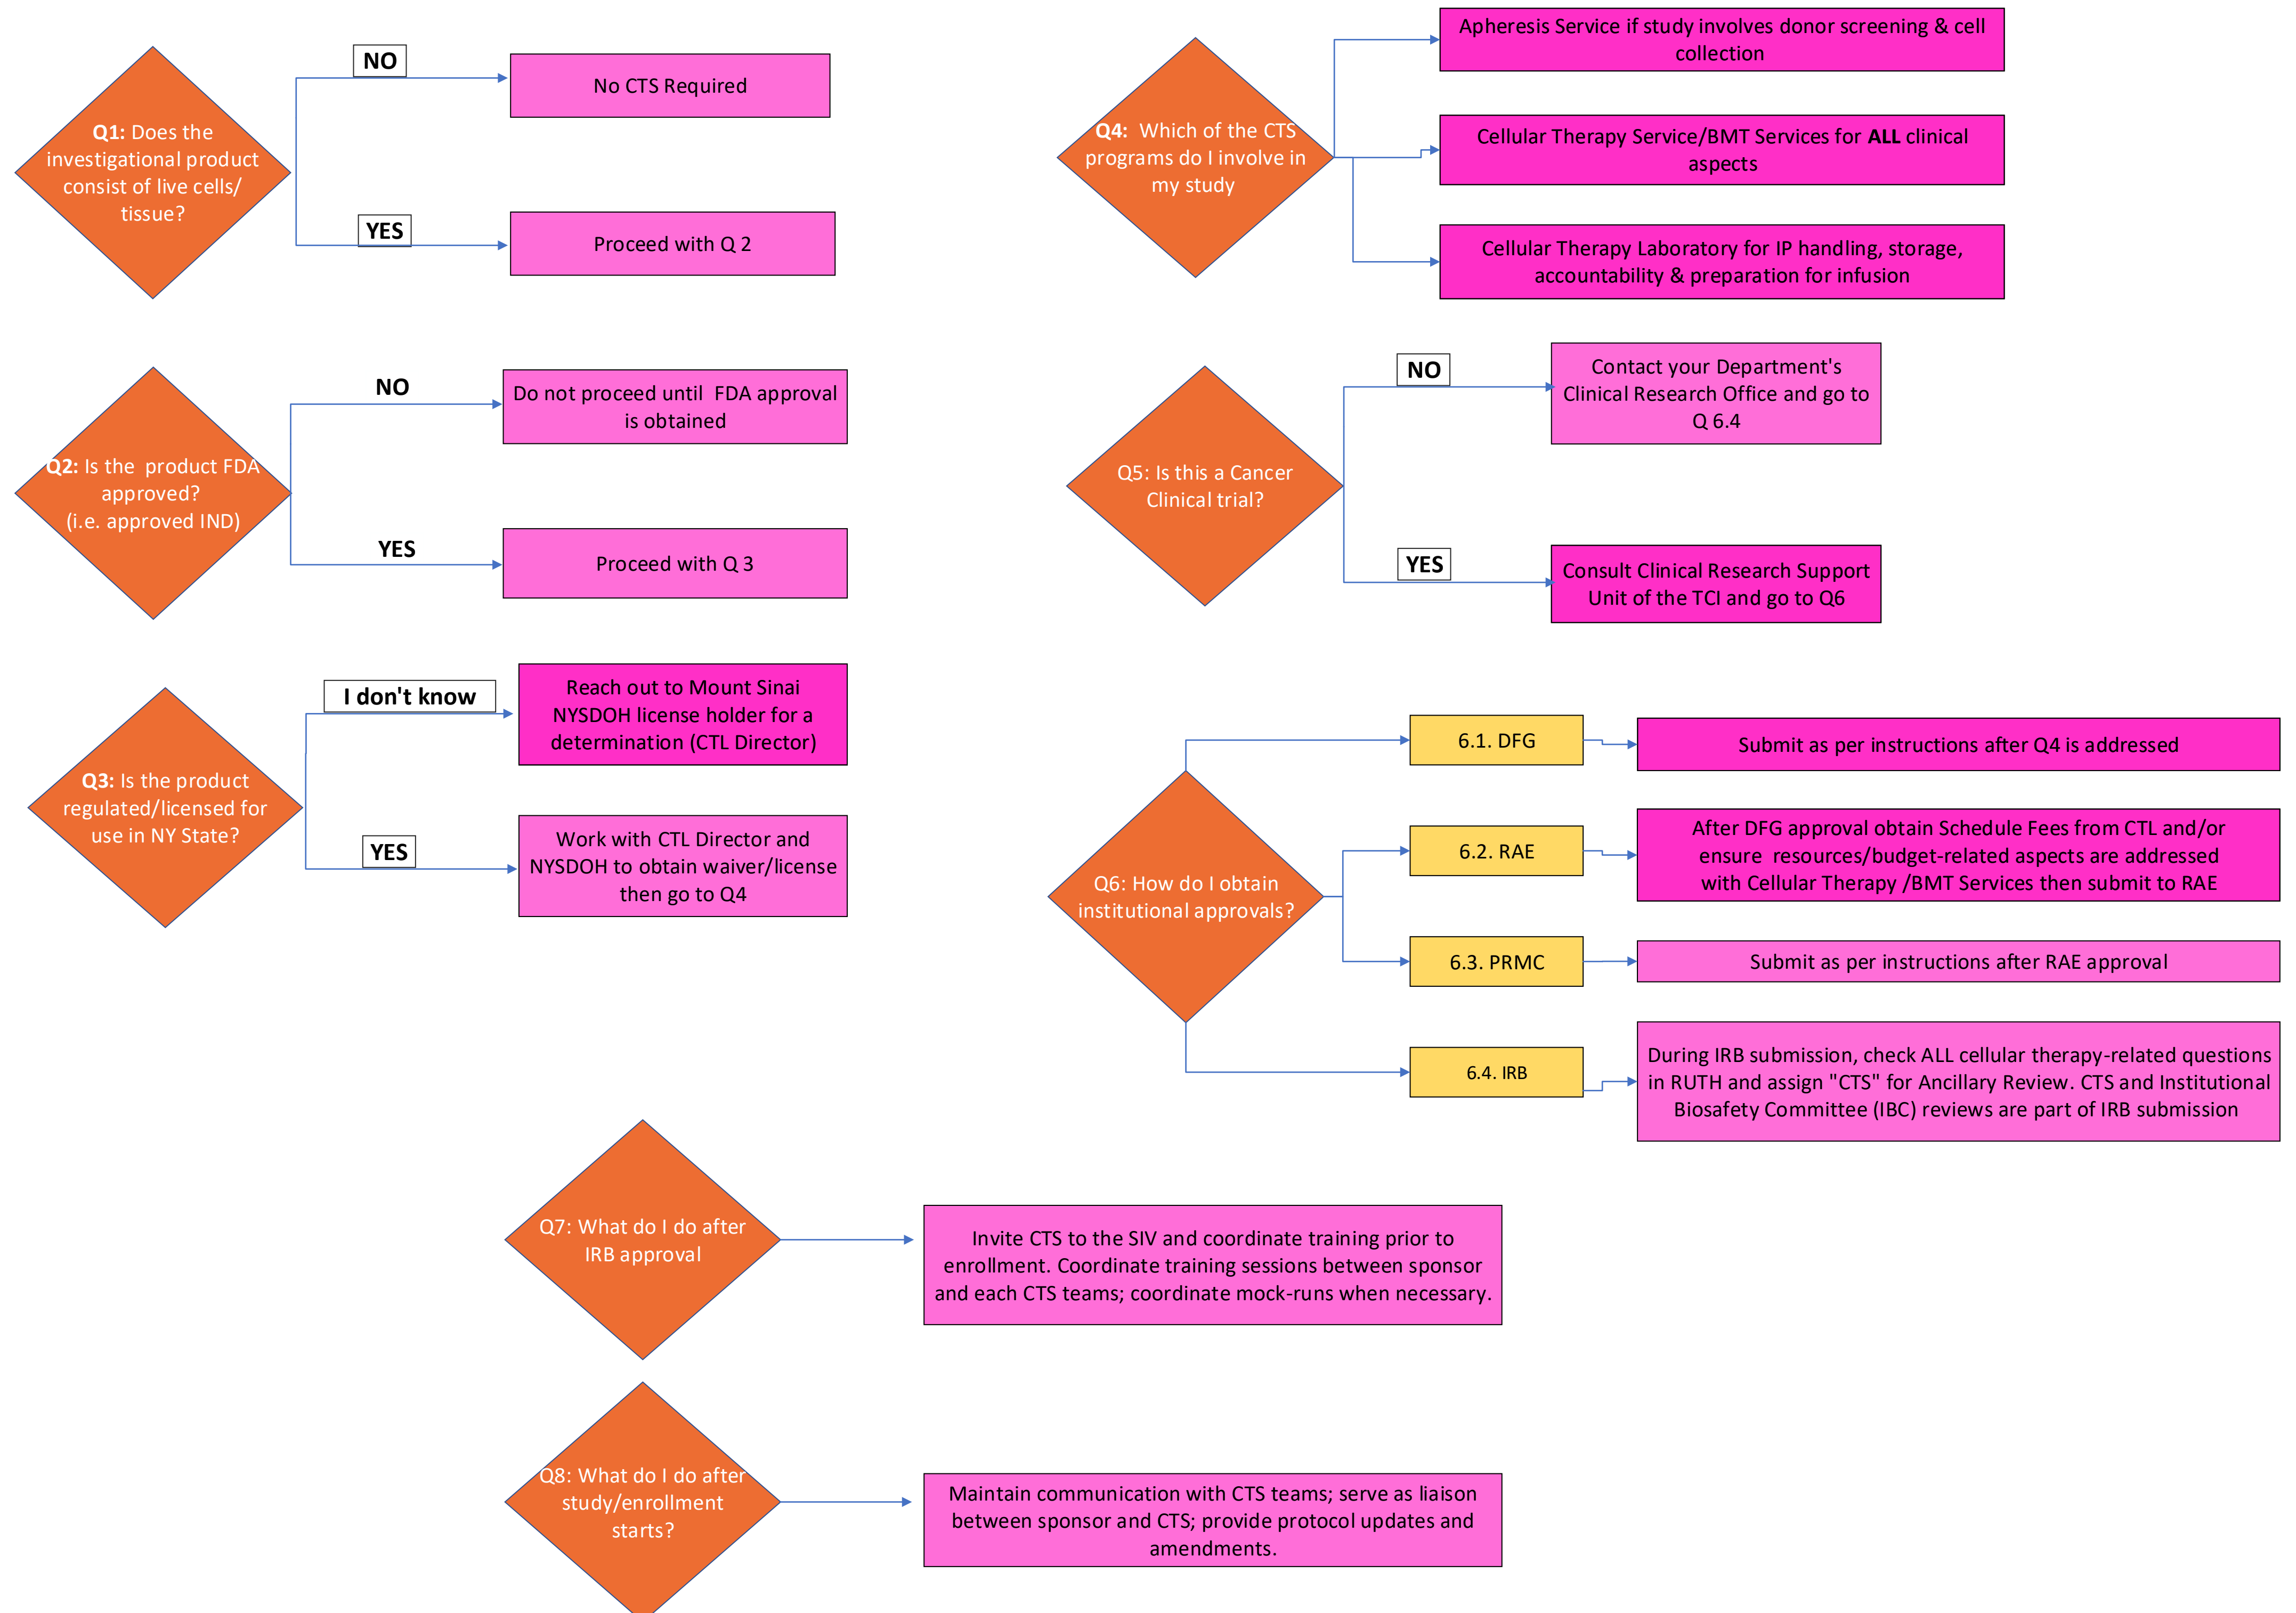 Q1: Does the
investigational product
consist of live cells/
tissue?
NO
No CTS Required
YES
Proceed with Q 2
Q2: Is the product FDA
approved?
(i.e. approved IND)
NO
Do not proceed until FDA approval
is obtained
YES
Proceed with Q 3
Q3: Is the product
regulated/licensed for
use in NY State?
I don't know
Reach out to Mount Sinai
NYSDOH license holder for a
determination (CTL Director)
YES
Work with CTL Director and
NYSDOH to obtain waiver/license
then go to Q4
Q4: Which of the CTS
programs do I involve in
my study
Apheresis Service if study involves donor screening & cell
collection
Cellular Therapy Service/BMT Services for ALL clinical
aspects
Cellular Therapy Laboratory for IP handling, storage,
accountability & preparation for infusion
Q5: Is this a Cancer
Clinical trial?
NO
Contact your Department's
Clinical Research Office and go to
Q 6.4
YES
Consult Clinical Research Support
Unit of the TCI and go to Q6
Q6: How do I obtain
institutional approvals?
6.1. DFG
Submit as per instructions after Q4 is addressed
6.2. RAE
After DFG approval obtain Schedule Fees from CTL and/or
ensure resources/budget-related aspects are addressed
with Cellular Therapy /BMT Services then submit to RAE
6.3. PRMC
Submit as per instructions after RAE approval
6.4. IRB
During IRB submission, check ALL cellular therapy-related questions
in RUTH and assign "CTS" for Ancillary Review. CTS and Institutional
Biosafety Committee (IBC) reviews are part of IRB submission
Q7: What do I do after
IRB approval
Invite CTS to the SIV and coordinate training prior to
enrollment. Coordinate training sessions between sponsor
and each CTS teams; coordinate mock-runs when necessary.
Q8: What do I do after
study/enrollment
starts?
Maintain communication with CTS teams; serve as liaison
between sponsor and CTS; provide protocol updates and
amendments.